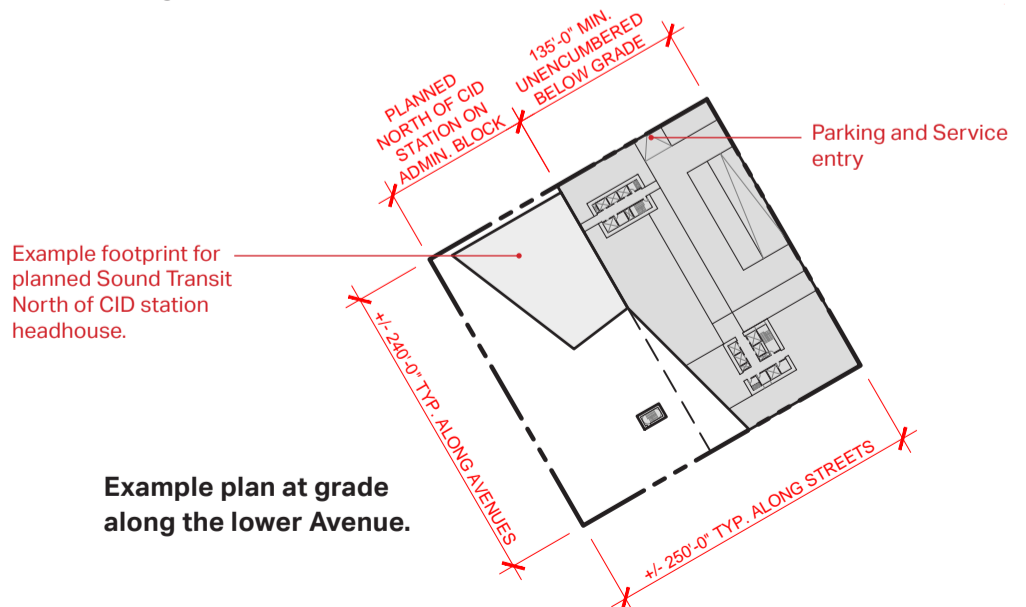 135'-0" MIN.
UNENCUMBERED
BELOW GRADE
PLANNED
NORTH OF CID
STATION ON
ADMIN. BLOCK
Parking and Service
entry
Example footprint for
planned Sound Transit
North of CID station
headhouse.
+/- 240'-0" TYP. ALONG AVENUES
+/- 250'-0" TYP. ALONG STREETS
Example plan at grade
along the lower Avenue.